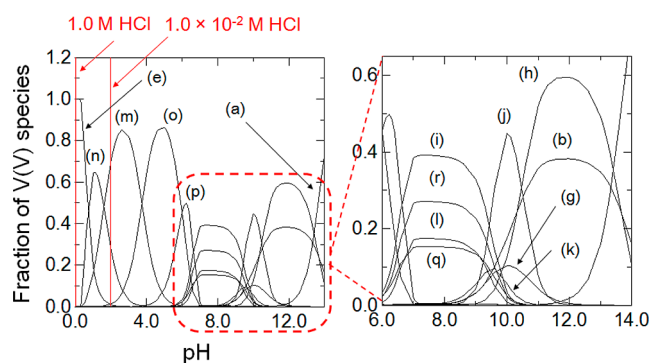 1.0 M HCl
1.0 × 10⁻² M HCl
Fraction of V(V) species
1.2
1.0
0.8
0.6
0.4
0.2
0.0
0.0
4.0
8.0
12.0
pH
(e)
(n)
(m)
(o)
(p)
(a)
0.6
0.4
0.2
0.0
6.0
8.0
10.0
12.0
14.0
(h)
(j)
(i)
(b)
(r)
(g)
(l)
(k)
(q)